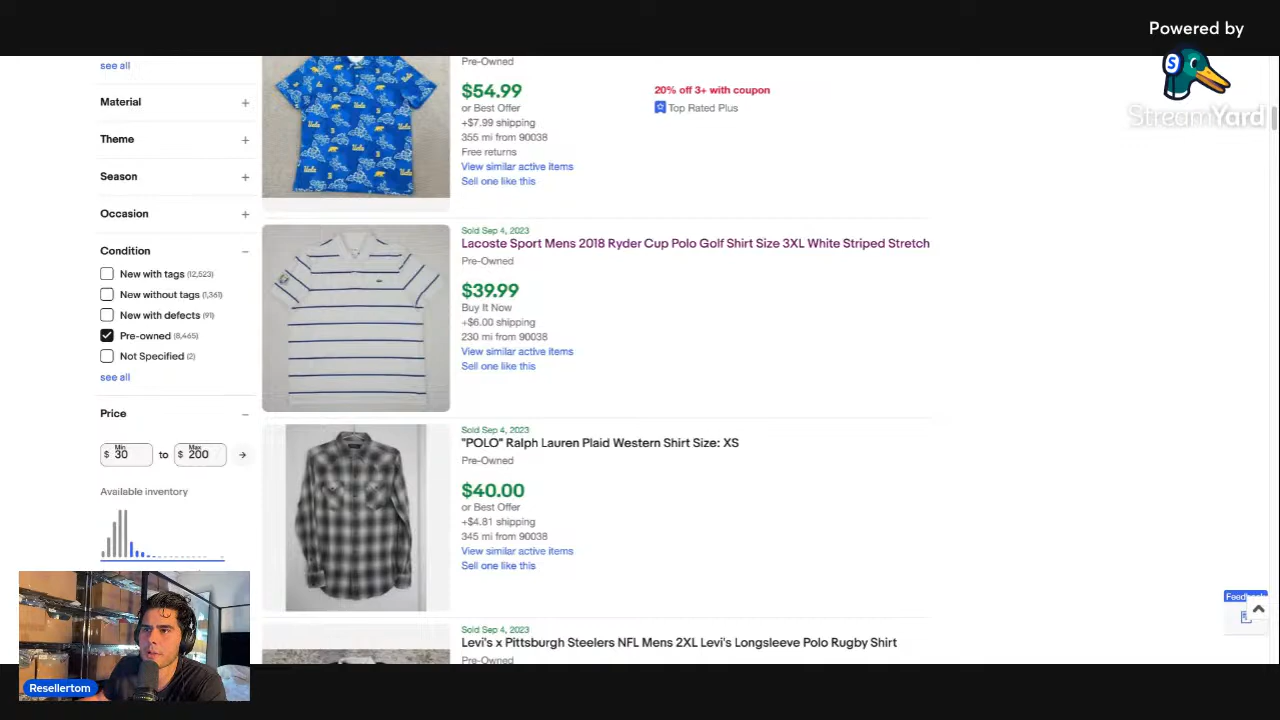 Powered by
StreamYard
see all
Material
Theme
Season
Occasion
Condition
New with tags (12,523)
New without tags (1,361)
New with defects (91)
Pre-owned (8,465)
Not Specified (2)
see all
Price
Min
$ 30
to
Max
$ 200
Available inventory
Pre-Owned
$54.99
or Best Offer
+$7.99 shipping
355 mi from 90038
Free returns
View similar active items
Sell one like this
20% off 3+ with coupon
Top Rated Plus
Sold Sep 4, 2023
Lacoste Sport Mens 2018 Ryder Cup Polo Golf Shirt Size 3XL White Striped Stretch
Pre-Owned
$39.99
Buy It Now
+$6.00 shipping
230 mi from 90038
View similar active items
Sell one like this
Sold Sep 4, 2023
"POLO" Ralph Lauren Plaid Western Shirt Size: XS
Pre-Owned
$40.00
or Best Offer
+$4.81 shipping
345 mi from 90038
View similar active items
Sell one like this
Sold Sep 4, 2023
Levi's x Pittsburgh Steelers NFL Mens 2XL Levi's Longsleeve Polo Rugby Shirt
Pre-Owned
Resellertom